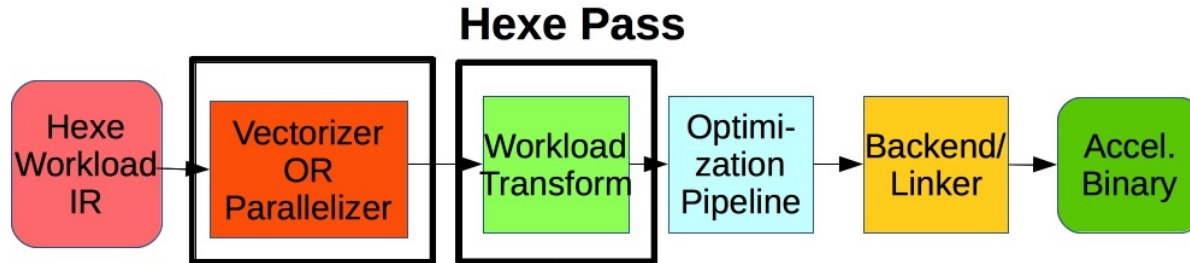 Hexe Pass
Hexe
Workload
IR
Vectorizer
OR
Parallelizer
Workload
Transform
Optimi-
zation
Pipeline
Backend/
Linker
Accel.
Binary